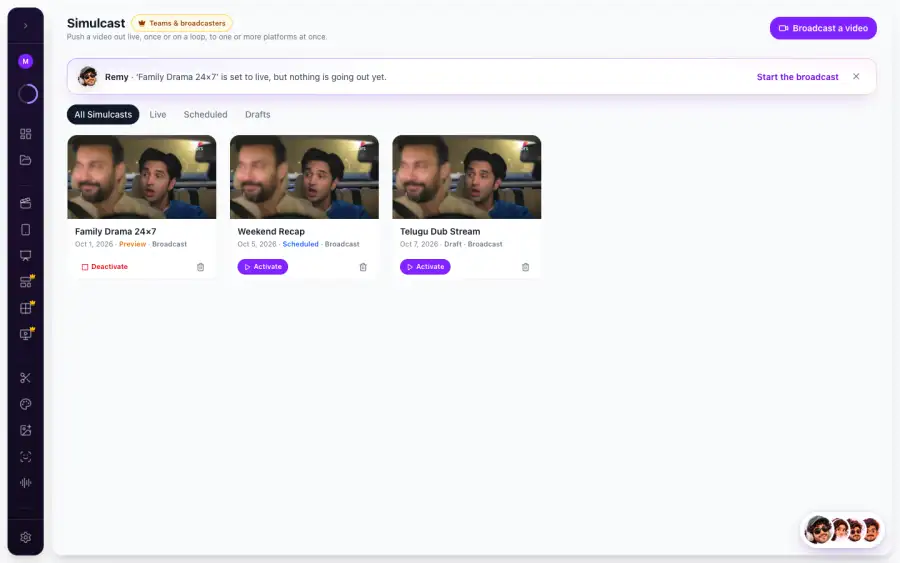 Simulcast
Teams & broadcasters
Push a video out live, once or on a loop, to one or more platforms at once.
Broadcast a video
M
Remy · 'Family Drama 24×7' is set to live, but nothing is going out yet.
Start the broadcast
All Simulcasts
Live
Scheduled
Drafts
Family Drama 24×7
Oct 1, 2026 · Preview · Broadcast
Deactivate
Weekend Recap
Oct 5, 2026 · Scheduled · Broadcast
Activate
Telugu Dub Stream
Oct 7, 2026 · Draft · Broadcast
Activate